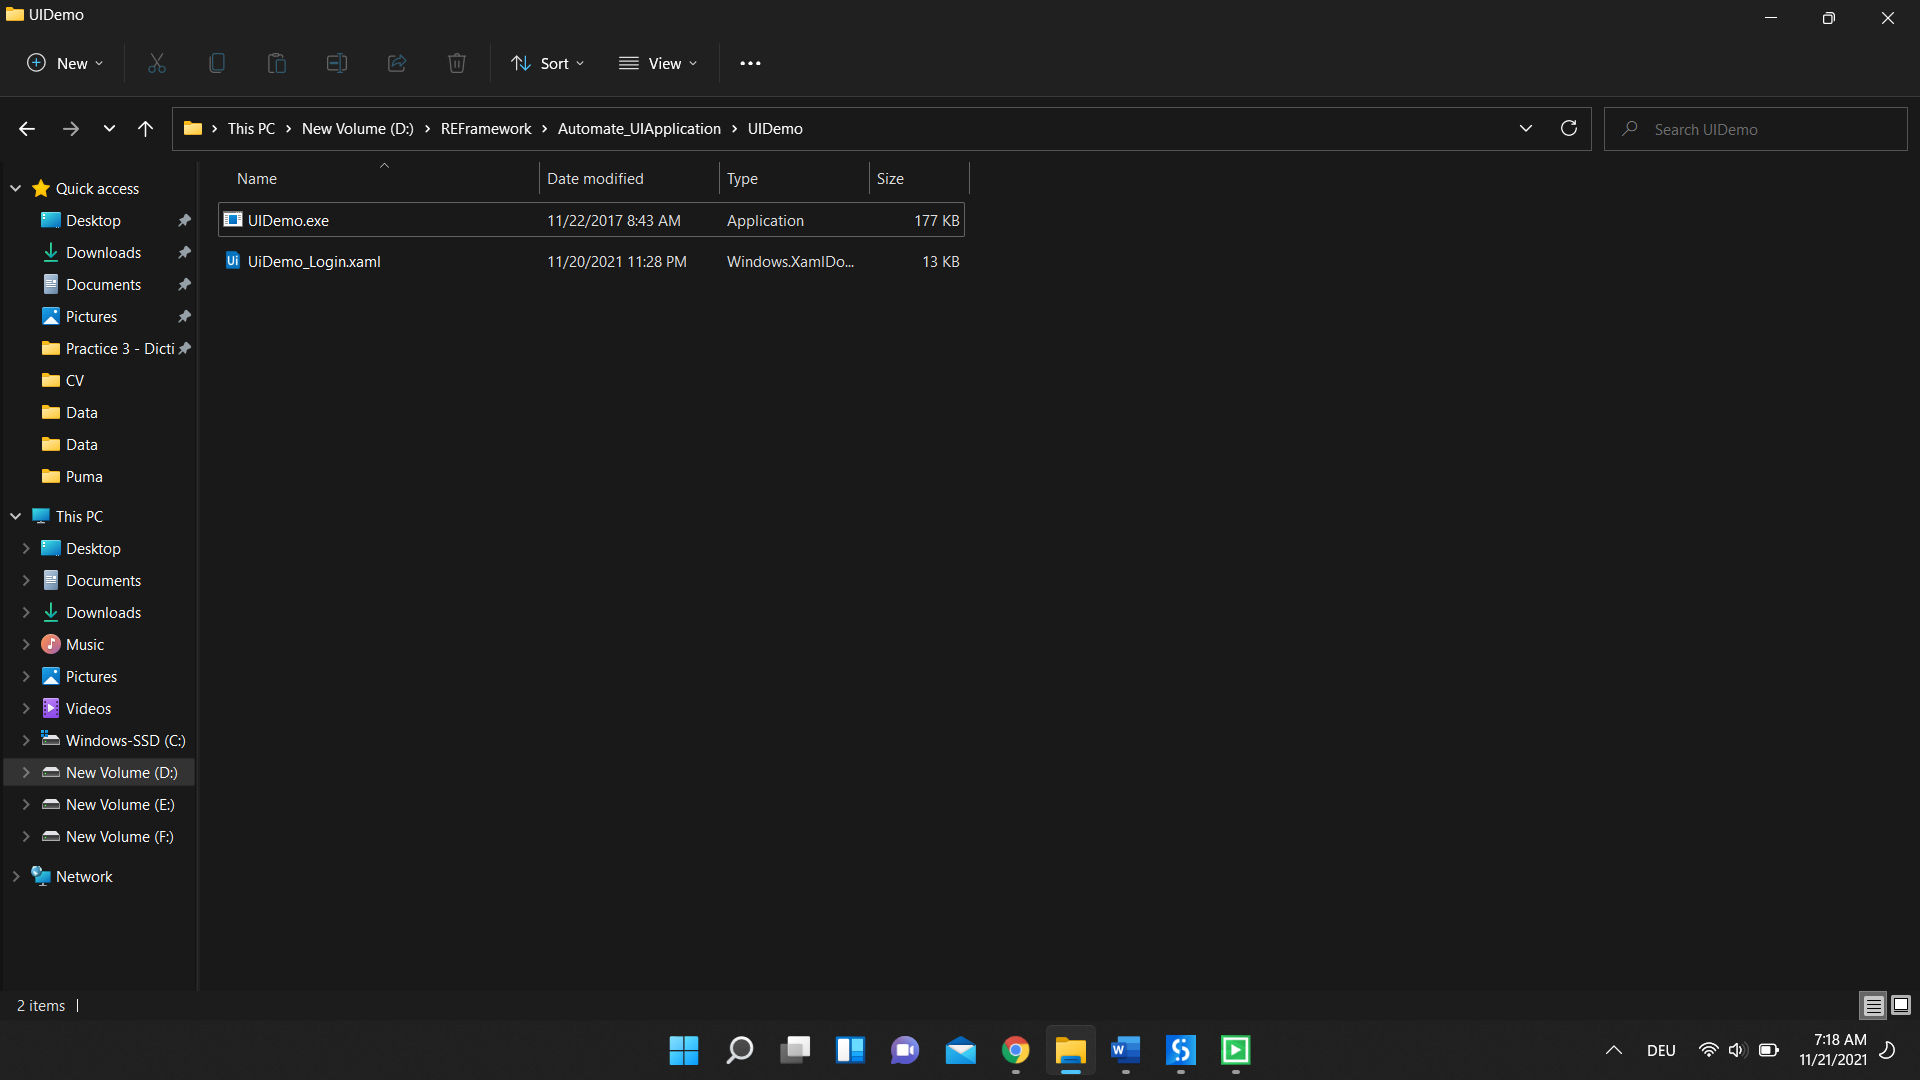 UIDemo
New
Sort
View
This PC > New Volume (D:) > REFramework > Automate_UIApplication > UIDemo
Search UIDemo
Name Date modified Type Size
UIDemo.exe 11/22/2017 8:43 AM Application 177 KB
UiDemo_Login.xaml 11/20/2021 11:28 PM Windows.XamlDo... 13 KB
Quick access
Desktop
Downloads
Documents
Pictures
Practice 3 - Dicti
CV
Data
Data
Puma
This PC
Desktop
Documents
Downloads
Music
Pictures
Videos
Windows-SSD (C:)
New Volume (D:)
New Volume (E:)
New Volume (F:)
Network
2 items
DEU
7:18 AM
11/21/2021